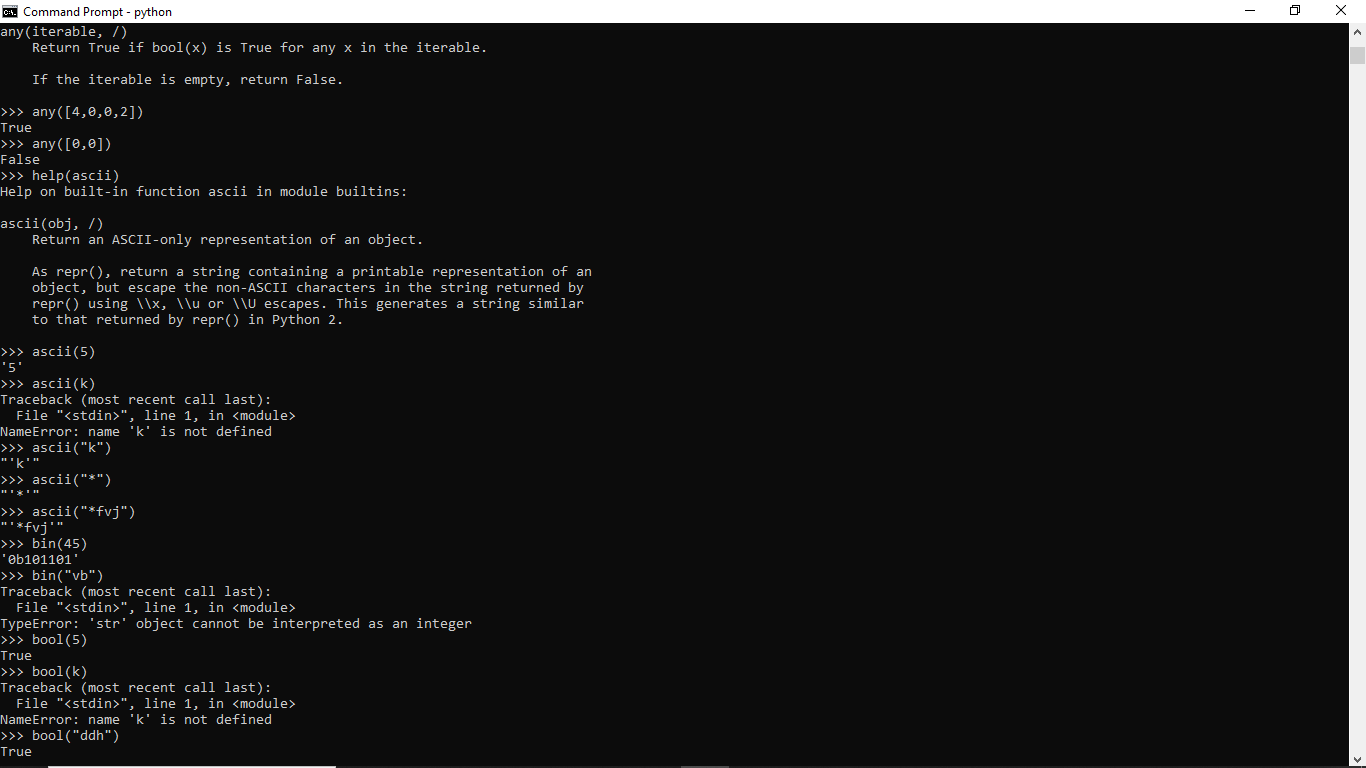 Command Prompt - python
any(iterable, /)
    Return True if bool(x) is True for any x in the iterable.

    If the iterable is empty, return False.

>>> any([4,0,0,2])
True
>>> any([0,0])
False
>>> help(ascii)
Help on built-in function ascii in module builtins:

ascii(obj, /)
    Return an ASCII-only representation of an object.

    As repr(), return a string containing a printable representation of an
    object, but escape the non-ASCII characters in the string returned by
    repr() using \\x, \\u or \\U escapes. This generates a string similar
    to that returned by repr() in Python 2.

>>> ascii(5)
'5'
>>> ascii(k)
Traceback (most recent call last):
  File "<stdin>", line 1, in <module>
NameError: name 'k' is not defined
>>> ascii("k")
"'k'"
>>> ascii("*")
"'*'"
>>> ascii("*fvj")
"'*fvj'"
>>> bin(45)
'0b101101'
>>> bin("vb")
Traceback (most recent call last):
  File "<stdin>", line 1, in <module>
TypeError: 'str' object cannot be interpreted as an integer
>>> bool(5)
True
>>> bool(k)
Traceback (most recent call last):
  File "<stdin>", line 1, in <module>
NameError: name 'k' is not defined
>>> bool("ddh")
True